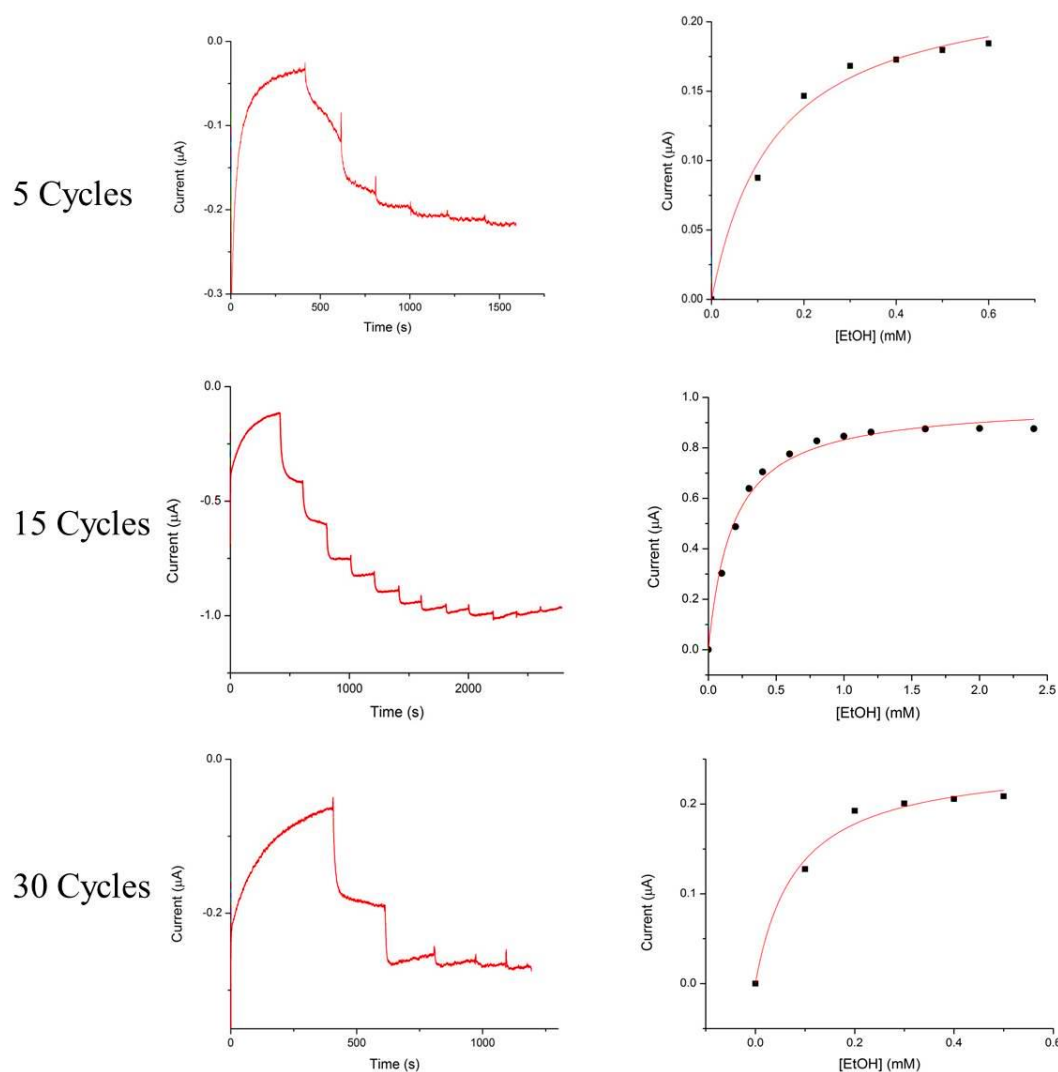 5 Cycles
0.0
-0.1
-0.2
-0.3
Current (µA)
0 500 1000 1500
Time (s)
0.20
0.15
0.10
0.05
0.00
Current (µA)
0.0 0.2 0.4 0.6
[EtOH] (mM)
15 Cycles
0.0
-0.5
-1.0
Current (µA)
0 1000 2000
Time (s)
1.0
0.8
0.6
0.4
0.2
0.0
Current (µA)
0.0 0.5 1.0 1.5 2.0 2.5
[EtOH] (mM)
30 Cycles
0.0
-0.2
Current (µA)
0 500 1000
Time (s)
0.2
0.1
0.0
Current (µA)
0.0 0.2 0.4 0.6
[EtOH] (mM)